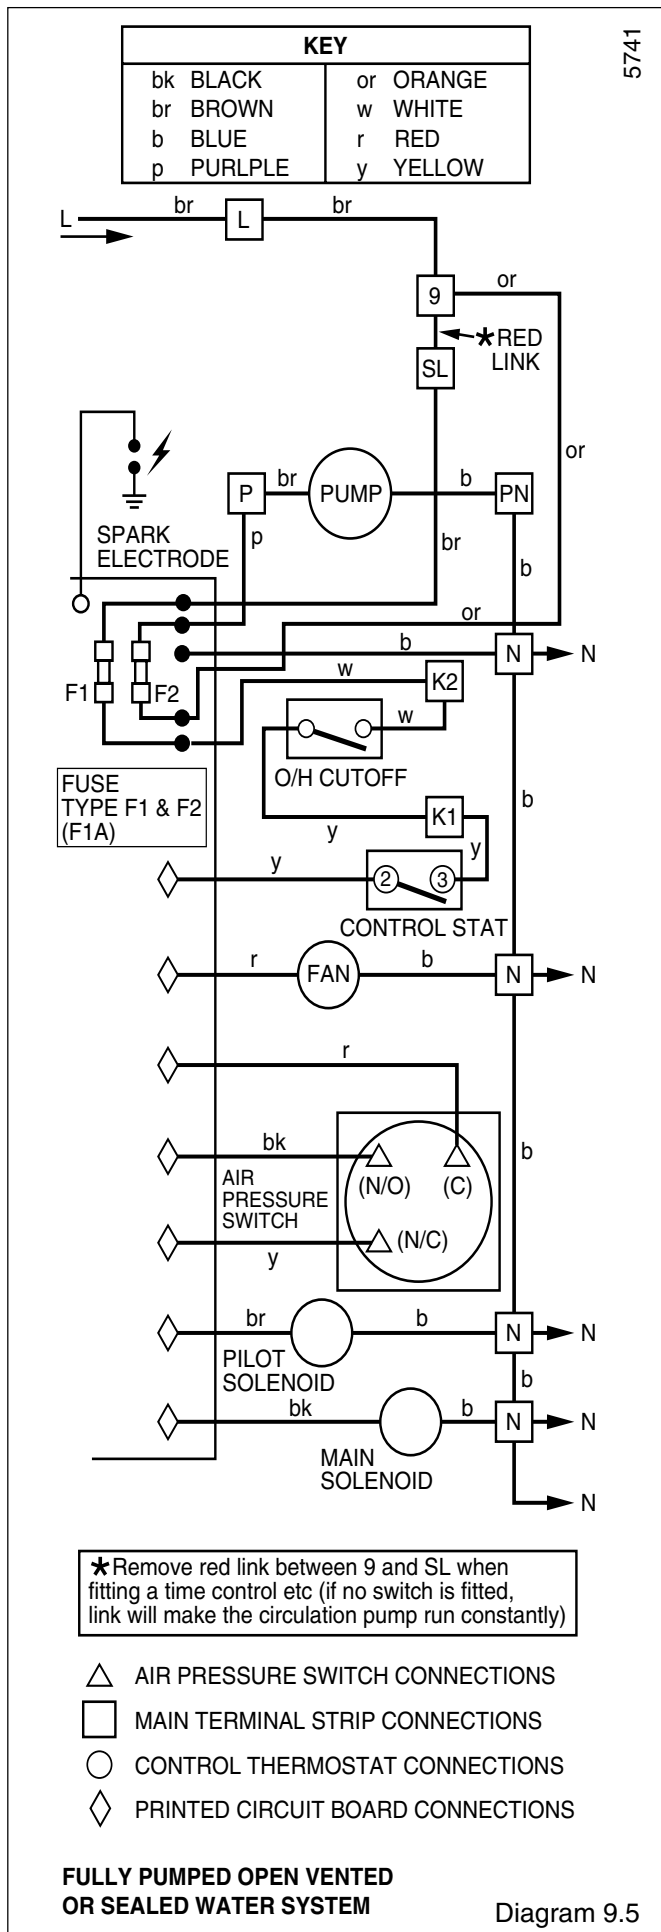 5741
KEY
bk BLACK
or ORANGE
br BROWN
w WHITE
b BLUE
r RED
p PURLPLE
y YELLOW
L
br
L
br
9
or
*RED
LINK
SL
or
P
br
PUMP
b
PN
SPARK
ELECTRODE
p
br
b
or
b
N
N
F1
F2
w
K2
w
O/H CUTOFF
FUSE
TYPE F1 & F2
(F1A)
b
K1
y
y
y
2
3
CONTROL STAT
r
FAN
b
N
N
r
bk
AIR
PRESSURE
SWITCH
(N/O)
(C)
b
(N/C)
y
br
b
N
N
PILOT
SOLENOID
b
bk
b
N
N
MAIN
SOLENOID
N
*Remove red link between 9 and SL when
fitting a time control etc (if no switch is fitted,
link will make the circulation pump run constantly)
AIR PRESSURE SWITCH CONNECTIONS
MAIN TERMINAL STRIP CONNECTIONS
CONTROL THERMOSTAT CONNECTIONS
PRINTED CIRCUIT BOARD CONNECTIONS
FULLY PUMPED OPEN VENTED
OR SEALED WATER SYSTEM
Diagram 9.5